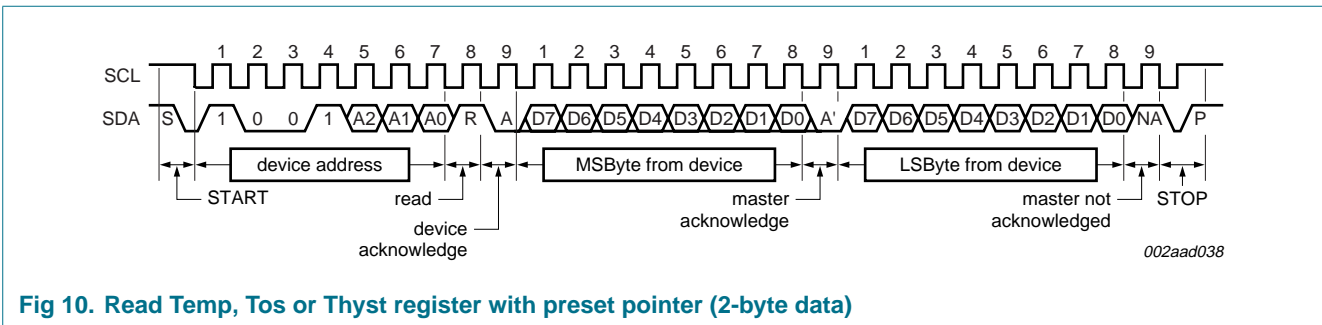 1 2 3 4 5 6 7 8 9 1 2 3 4 5 6 7 8 9 1 2 3 4 5 6 7 8 9
SCL
SDA S 1 0 0 1 A2 A1 A0 R A D7 D6 D5 D4 D3 D2 D1 D0 A' D7 D6 D5 D4 D3 D2 D1 D0 NA P
device address MSByte from device LSByte from device
START read master master not STOP
device acknowledge acknowledged
acknowledge
002aad038
Fig 10. Read Temp, Tos or Thyst register with preset pointer (2-byte data)